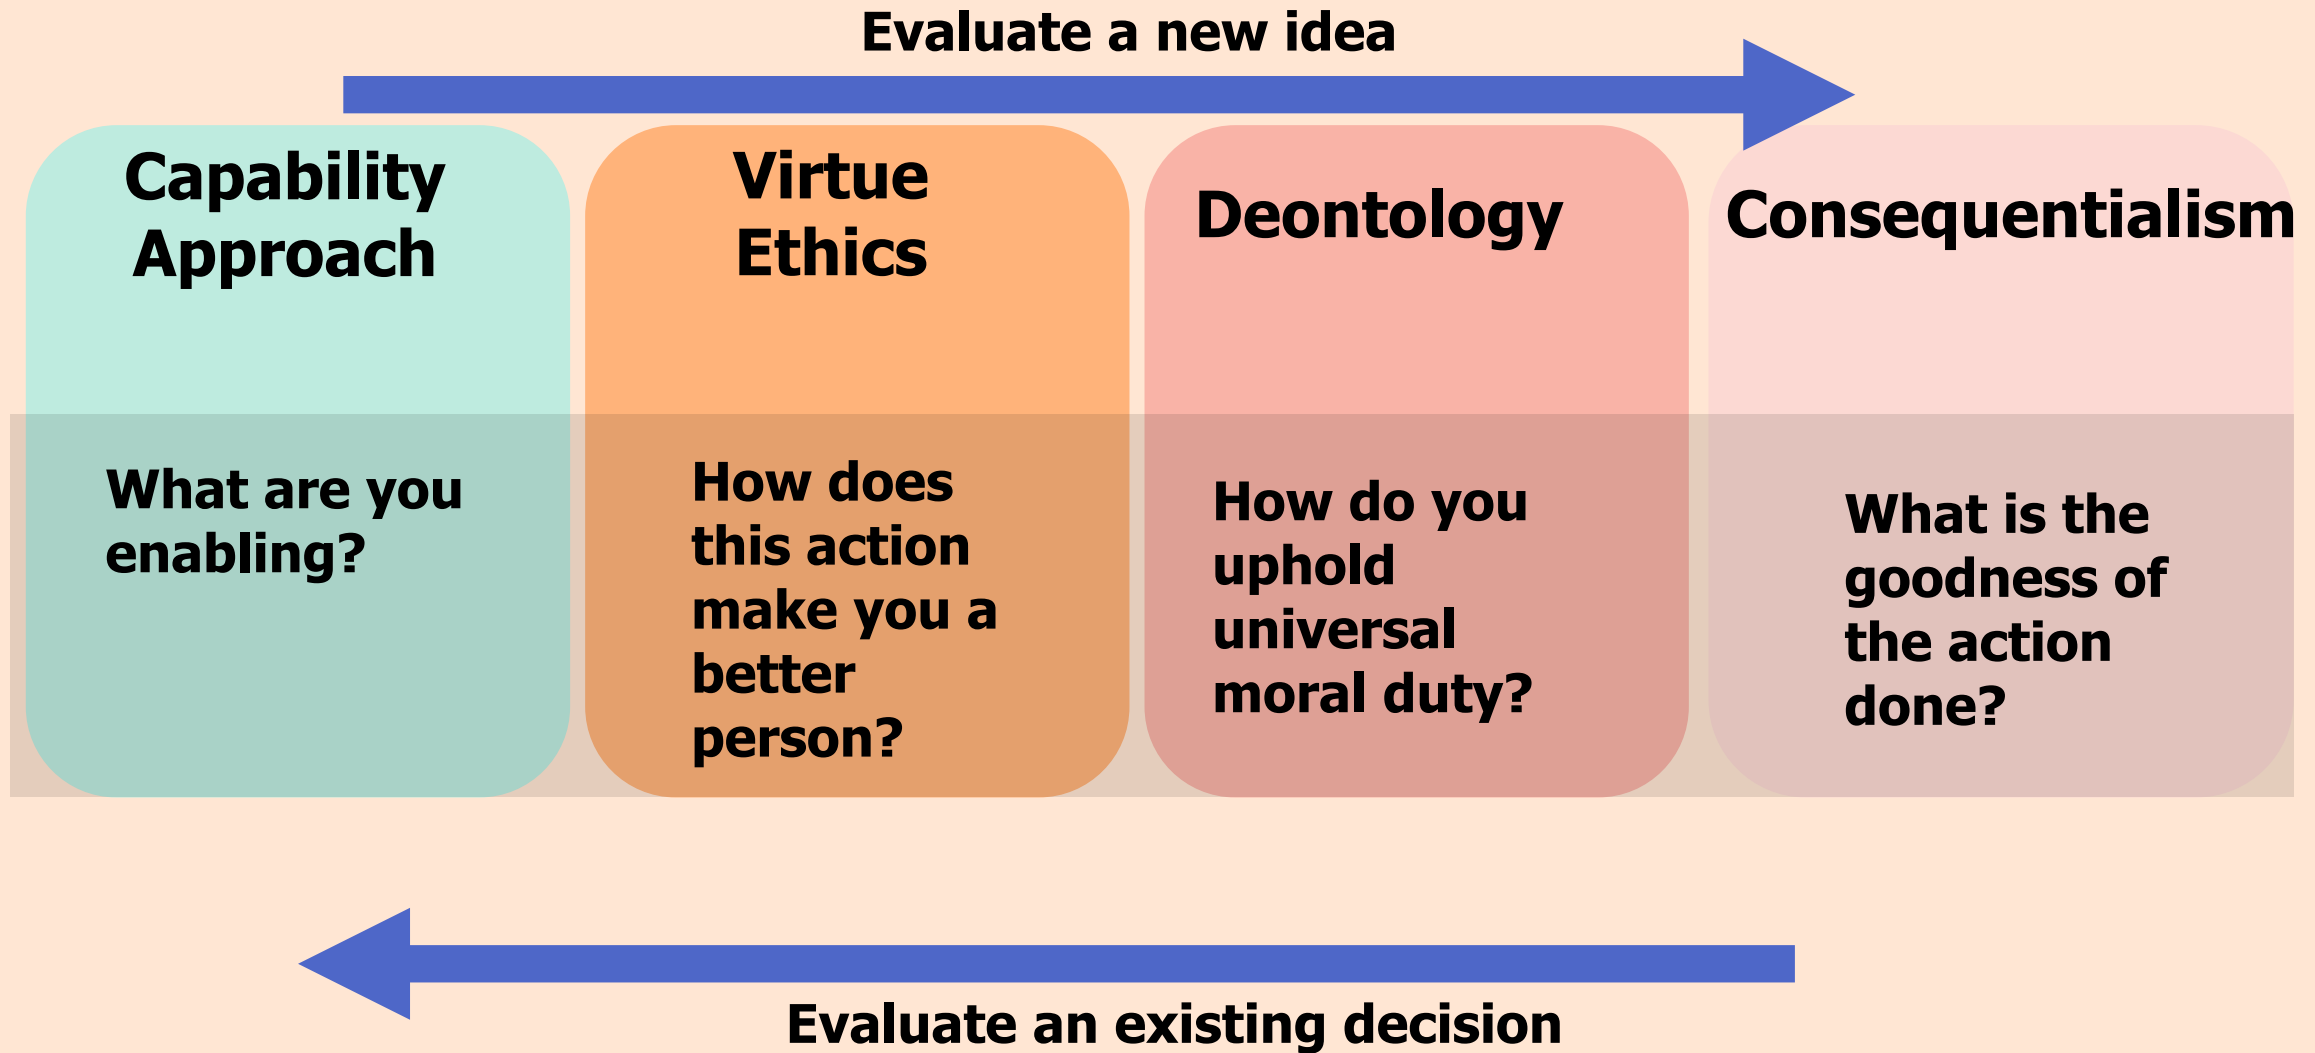 Evaluate a new idea
Capability
Approach
Virtue
Ethics
Deontology
Consequentialism
What are you
enabling?
How does
this action
make you a
better
person?
How do you
uphold
universal
moral duty?
What is the
goodness of
the action
done?
Evaluate an existing decision